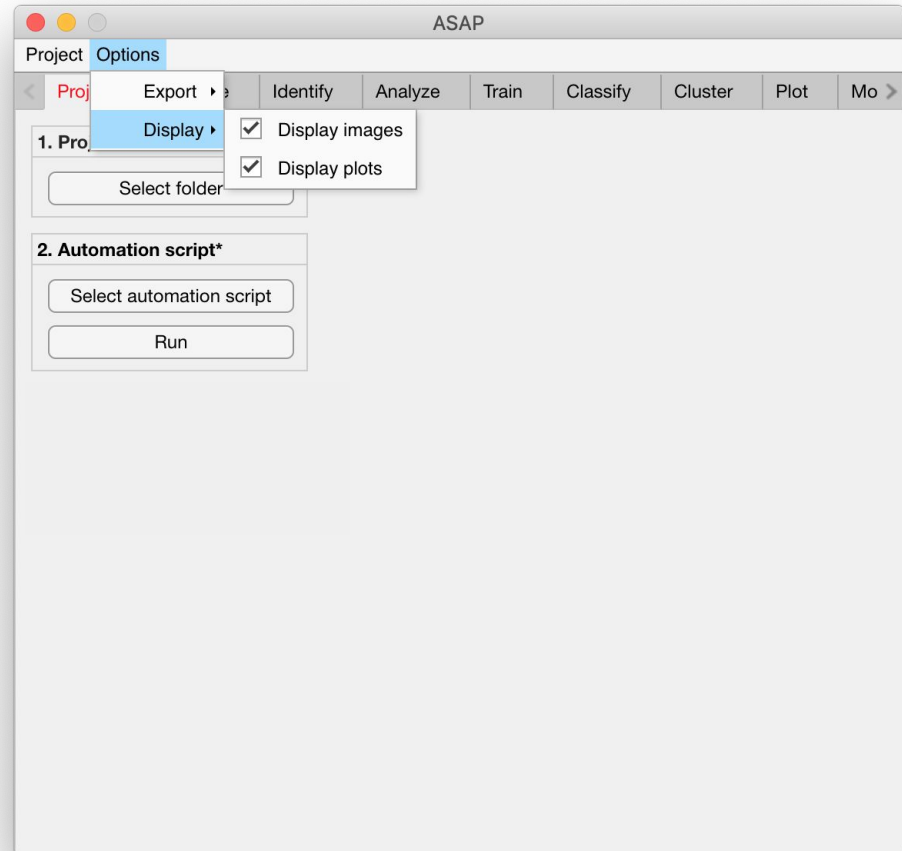 ASAP
Project Options
Proj Identify Analyze Train Classify Cluster Plot Mo
Export
Display
Display images
Display plots
1. Pro
Select folder
2. Automation script*
Select automation script
Run